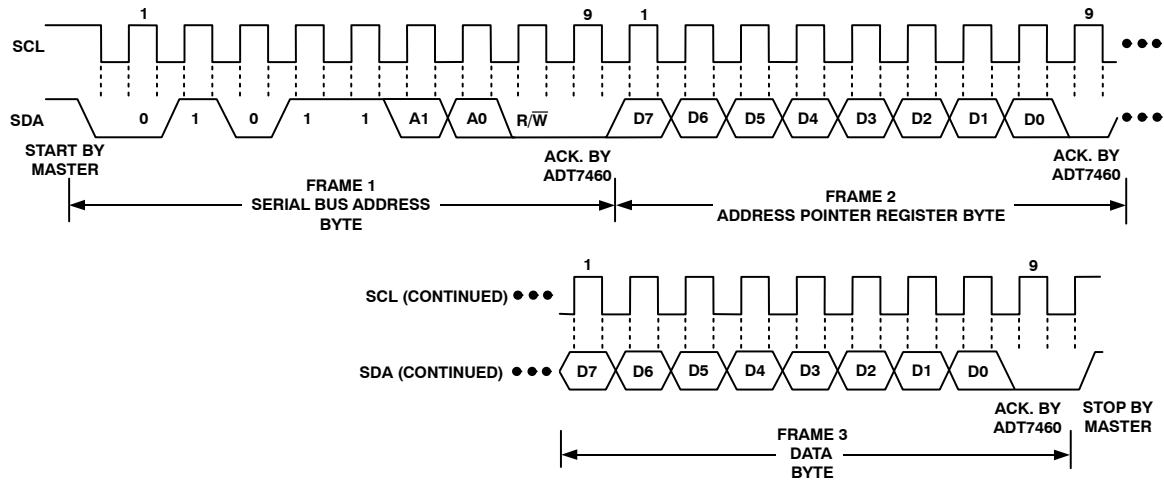 1 9 1 9
SCL
SDA 0 1 0 1 1 A1 A0 R/W̅ D7 D6 D5 D4 D3 D2 D1 D0
START BY
MASTER
ACK. BY
ADT7460
ACK. BY
ADT7460
FRAME 1
SERIAL BUS ADDRESS
BYTE
FRAME 2
ADDRESS POINTER REGISTER BYTE
1 9
SCL (CONTINUED)
SDA (CONTINUED) D7 D6 D5 D4 D3 D2 D1 D0
ACK. BY
ADT7460
STOP BY
MASTER
FRAME 3
DATA
BYTE